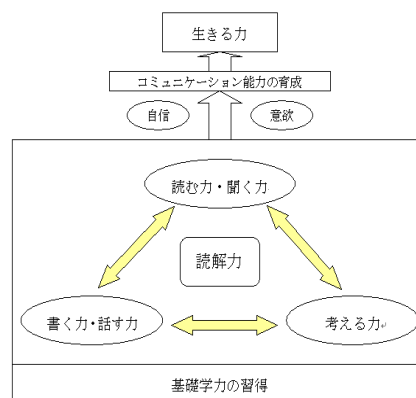 生きる力
コミュニケーション能力の育成
自信
意欲
読む力・聞く力
読解力
書く力・話す力
考える力
基礎学力の習得